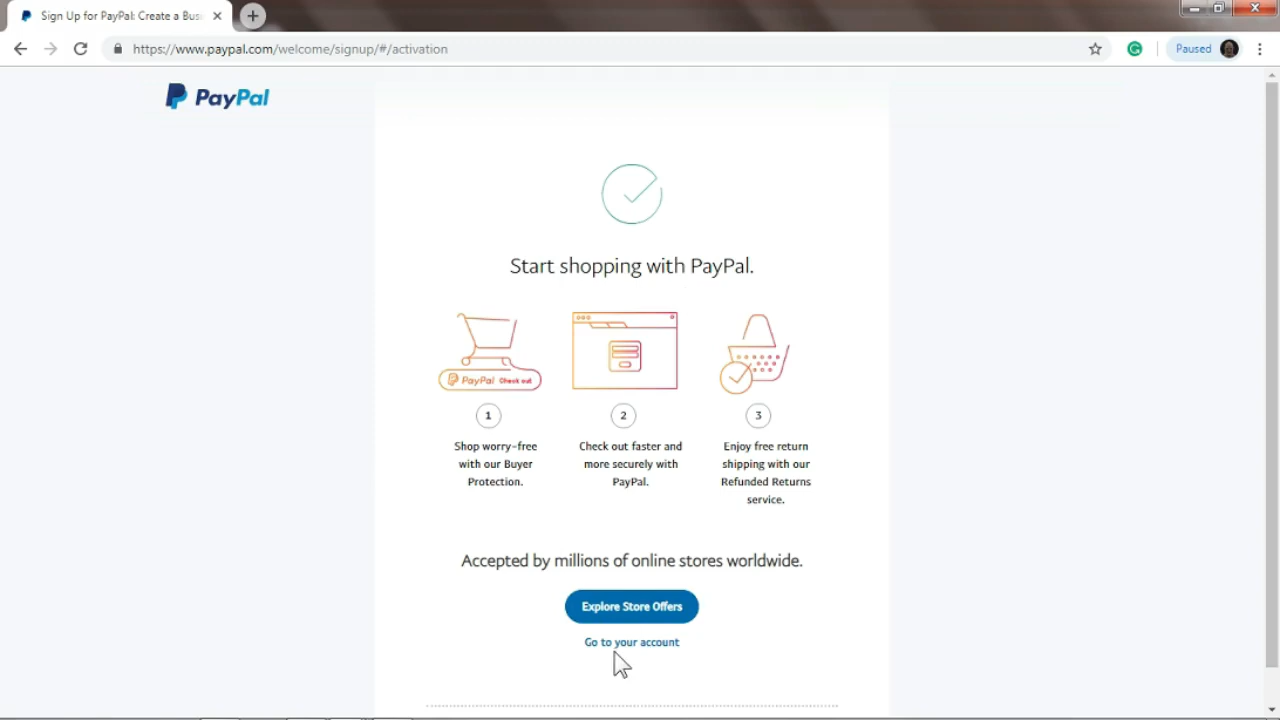 Sign Up for PayPal: Create a Bus
https://www.paypal.com/welcome/signup/#/activation
Paused
PayPal
Start shopping with PayPal.
PayPal Check out
1
Shop worry-free
with our Buyer
Protection.
2
Check out faster and
more securely with
PayPal.
3
Enjoy free return
shipping with our
Refunded Returns
service.
Accepted by millions of online stores worldwide.
Explore Store Offers
Go to your account